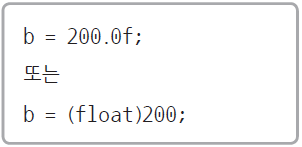 b = 200.0f;
또는
b = (float)200;